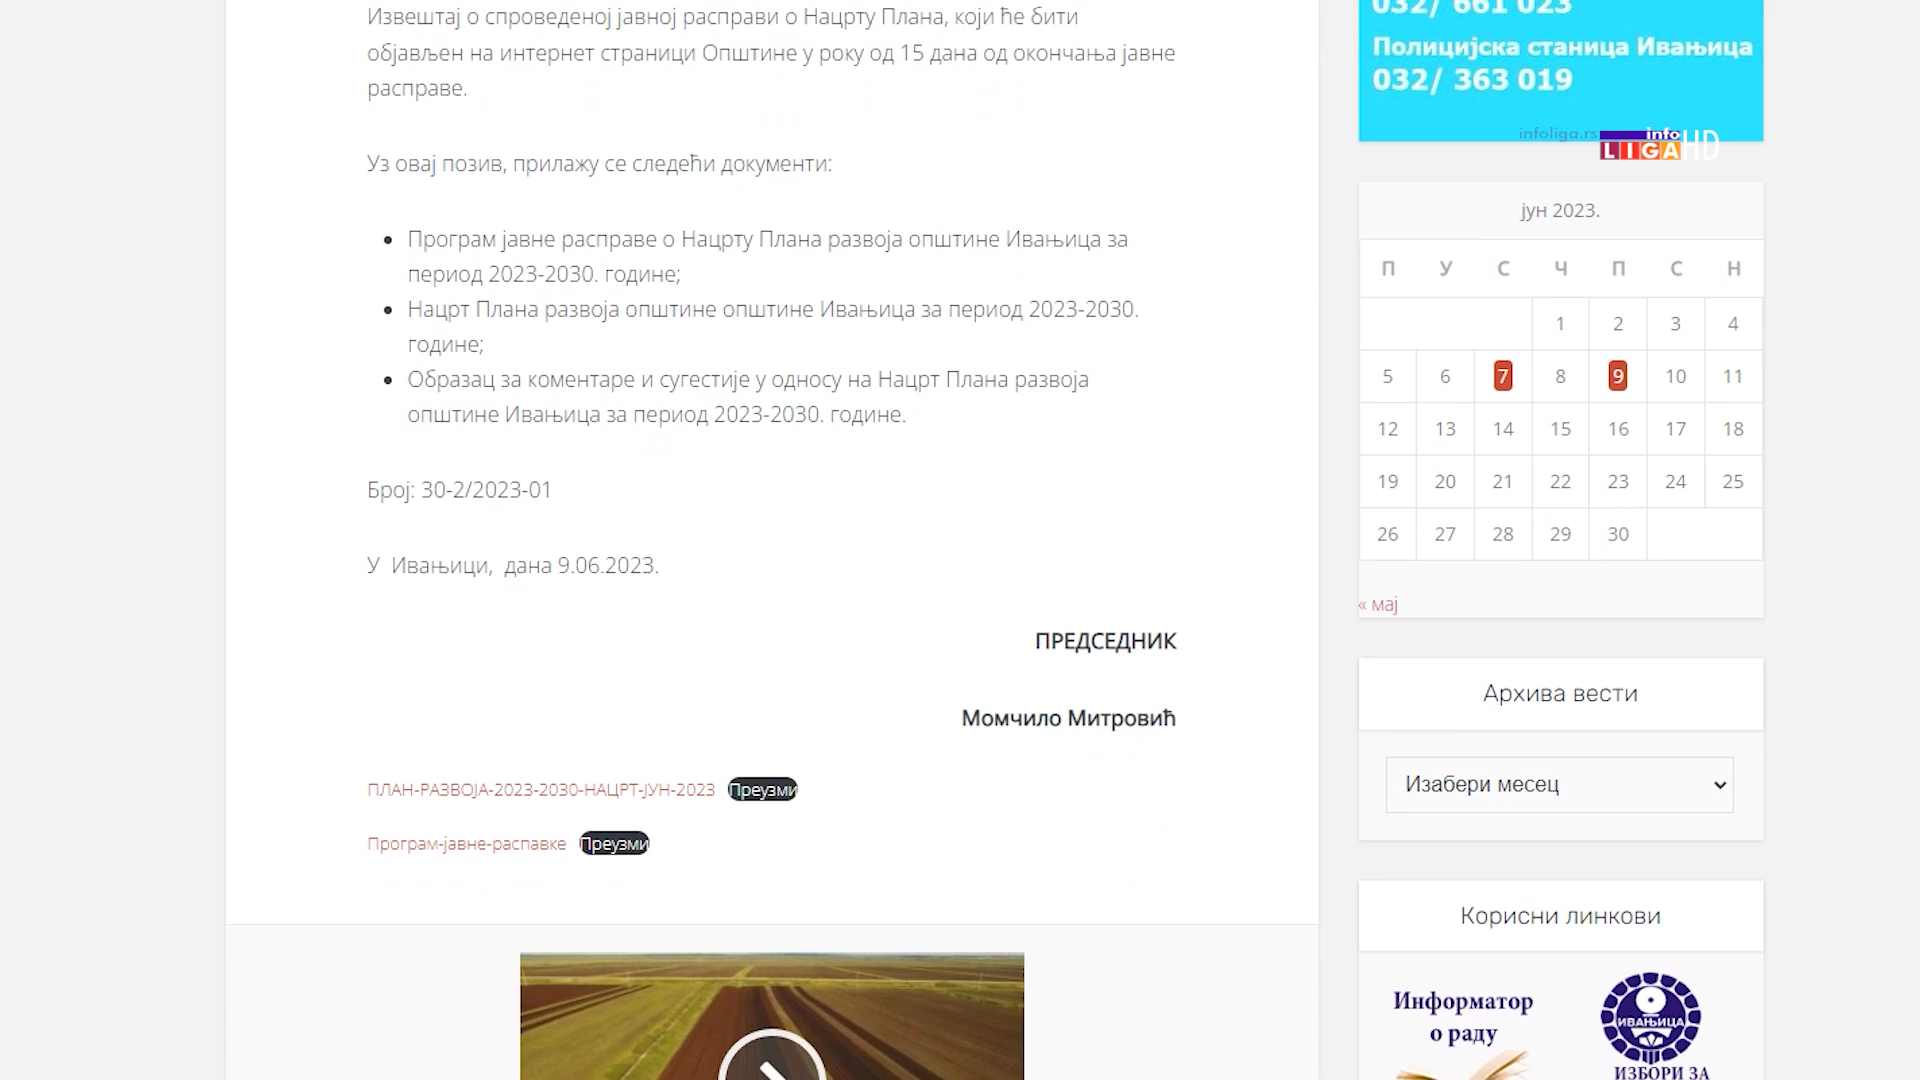 Извештај о спроведеној јавној расправи о Нацрту Плана, који ће бити
објављен на интернет страници Општине у року од 15 дана од окончања јавне
расправе.
Уз овај позив, прилажу се следећи документи:
Програм јавне расправе о Нацрту Плана развоја општине Ивањица за
период 2023-2030. године;
Нацрт Плана развоја општине општине Ивањица за период 2023-2030.
године;
Образац за коментаре и сугестије у односу на Нацрт Плана развоја
општине Ивањица за период 2023-2030. године.
Број: 30-2/2023-01
У Ивањици, дана 9.06.2023.
ПРЕДСЕДНИК
Момчило Митровић
ПЛАН-РАЗВОЈА-2023-2030-НАЦРТ-ЈУН-2023 Преузми
Програм-јавне-распавке Преузми
032/ 661 023
Полицијска станица Ивањица
032/ 363 019
infoliga.rs
info
LIGA HD
јун 2023.
П У С Ч П С Н
1 2 3 4
5 6 7 8 9 10 11
12 13 14 15 16 17 18
19 20 21 22 23 24 25
26 27 28 29 30
« мај
Архива вести
Изабери месец
Корисни линкови
Информатор
о раду
ИВАЊИЦА
ИЗБОРИ ЗА